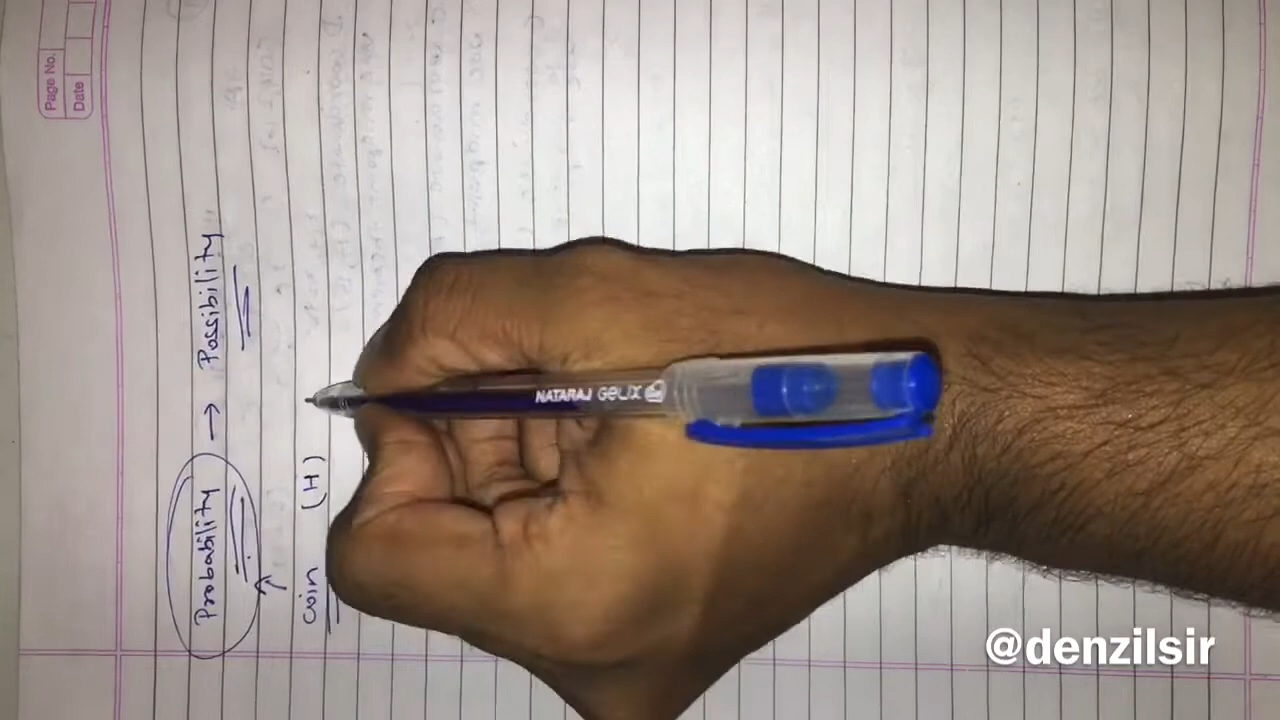 Page No.
Date
Probability → Possibility"
coin (H)
NATARAJ GELIX
@denzilsir